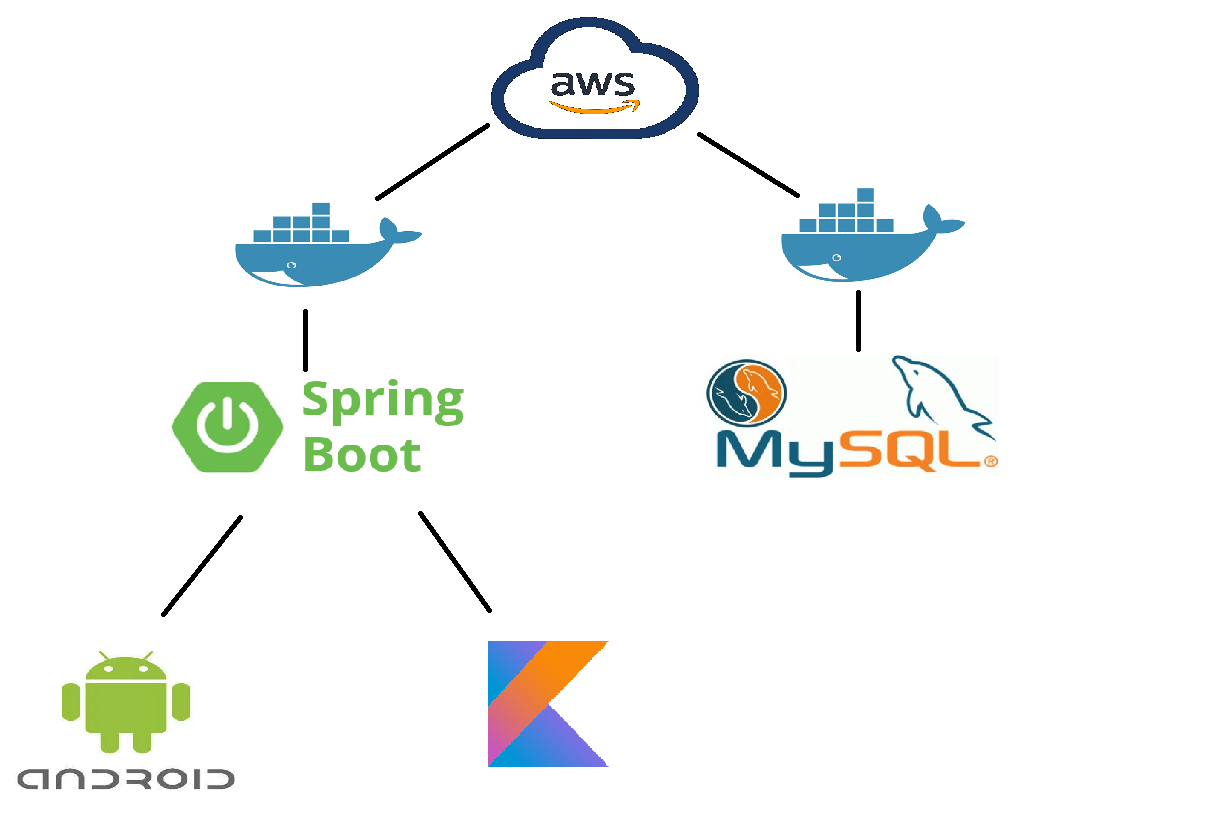 aws
Spring
Boot
MySQL®
ANDROID